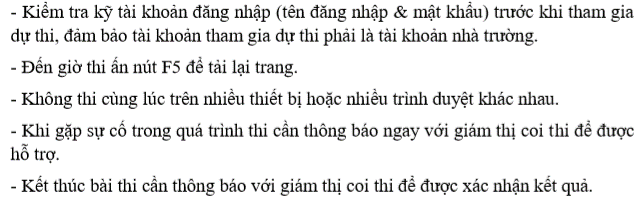 - Kiểm tra kỹ tài khoản đăng nhập (tên đăng nhập & mật khẩu) trước khi tham gia
dự thi, đảm bảo tài khoản tham gia dự thi phải là tài khoản nhà trường.
- Đến giờ thi ấn nút F5 để tải lại trang.
- Không thi cùng lúc trên nhiều thiết bị hoặc nhiều trình duyệt khác nhau.
- Khi gặp sự cố trong quá trình thi cần thông báo ngay với giám thị coi thi để được
hỗ trợ.
- Kết thúc bài thi cần thông báo với giám thị coi thi để được xác nhận kết quả.